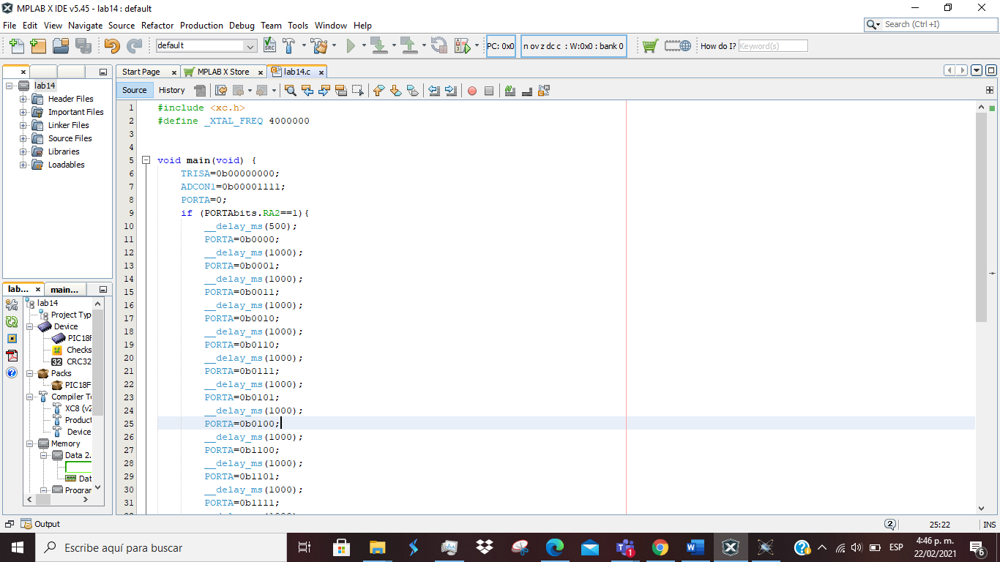 MPLAB X IDE v5.45 - lab14 : default
File Edit View Navigate Source Refactor Production Debug Team Tools Window Help
Search (Ctrl+I)
default
PC: 0x0
n ov z dc c : W:0x0 : bank 0
How do I?
Keyword(s)
Start Page
MPLAB X Store
lab14.c
Source
History
lab14
Header Files
Important Files
Linker Files
Source Files
Libraries
Loadables
lab...
main...
lab14
Project Typ
Device
PIC18F
Checks
CRC32
Packs
PIC18F
Compiler To
XC8 (v2
Product
Device
Memory
Data 2.
Dat
Program
1 #include <xc.h>
2 #define _XTAL_FREQ 4000000
3
4
5 void main(void) {
6 TRISA=0b00000000;
7 ADCON1=0b00001111;
8 PORTA=0;
9 if (PORTAbits.RA2==1){
10 __delay_ms(500);
11 PORTA=0b0000;
12 __delay_ms(1000);
13 PORTA=0b0001;
14 __delay_ms(1000);
15 PORTA=0b0011;
16 __delay_ms(1000);
17 PORTA=0b0010;
18 __delay_ms(1000);
19 PORTA=0b0110;
20 __delay_ms(1000);
21 PORTA=0b0111;
22 __delay_ms(1000);
23 PORTA=0b0101;
24 __delay_ms(1000);
25 PORTA=0b0100;
26 __delay_ms(1000);
27 PORTA=0b1100;
28 __delay_ms(1000);
29 PORTA=0b1101;
30 __delay_ms(1000);
31 PORTA=0b1111;
Output
2
25:22
INS
Escribe aquí para buscar
1
ESP
4:46 p. m.
22/02/2021
6